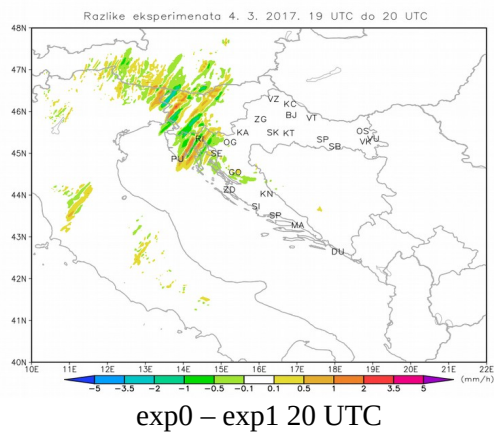 Razlike eksperimenata 4. 3. 2017. 19 UTC do 20 UTC
48N
47N
VZ
KC
46N
BJ
ZG
VT
RI
KA
SK
KT
OS
OG
SP
VU
VK
SB
45N
PU
SE
GO
44N
ZD
KN
SI
SP
43N
MA
DU
42N
41N
40N
10E 11E 12E 13E 14E 15E 16E 17E 18E 19E 20E 21E 22E
−5 −3.5 −2 −1 −0.5 −0.1 0.1 0.5 1 2 3.5 5 (mm/h)
exp0 – exp1 20 UTC